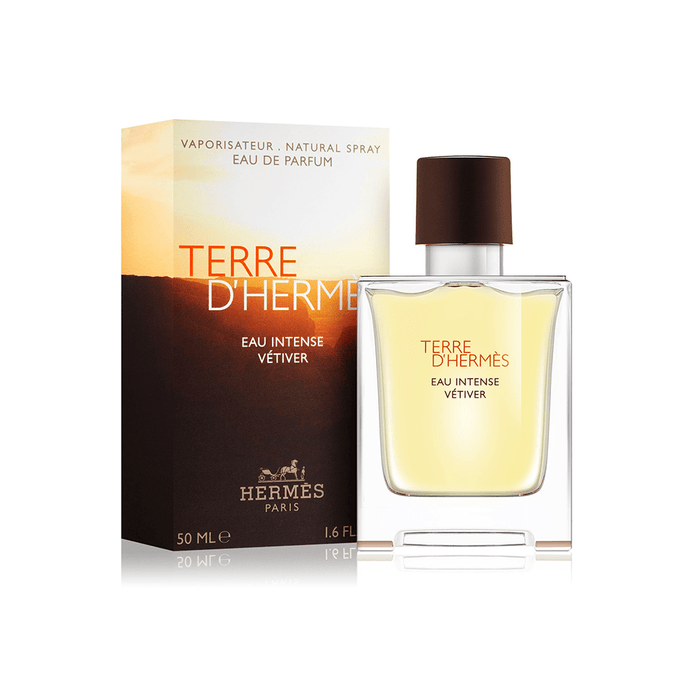 VAPORISATEUR . NATURAL SPRAY
EAU DE PARFUM
TERRE
D'HERMÈ
EAU INTENSE
VÉTIVER
HERMÈS
PARIS
50 ML℮
1.6 FL
TERRE
D'HERMÈS
EAU INTENSE
VÉTIVER